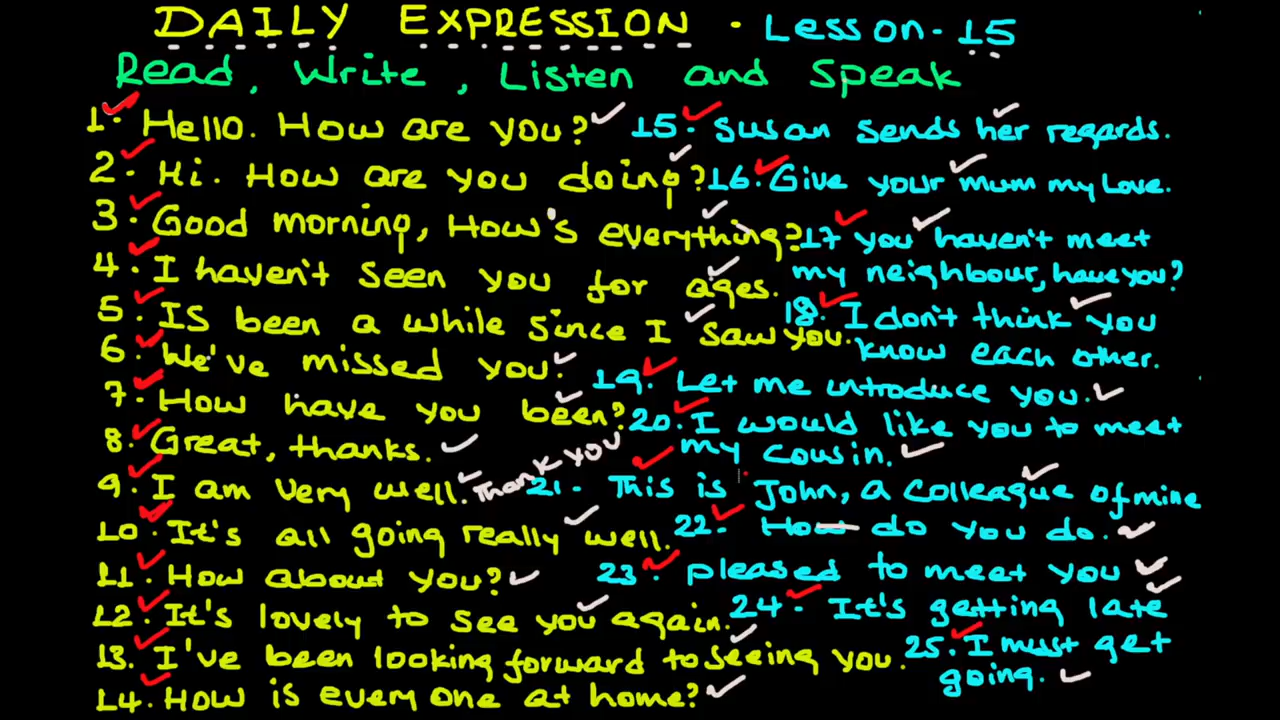 DAILY EXPRESSION - Lesson - 15
Read, Write, Listen and Speak
1. Hello. How are you?
2. Hi. How are you doing?
3. Good morning, How's everything?
4. I haven't seen you for ages.
5. IS been a while since I saw you.
6. We've missed you.
7. How have you been?
8. Great, thanks.
9. I am very well. Thank you
10. It's all going really well.
11. How about you?
12. It's lovely to see you again.
13. I've been looking forward to seeing you.
14. How is every one at home?
15. Susan sends her regards.
16. Give your mum my Love.
17 you haven't meet
my neighbour, have you?
18. I don't think you
know each other.
19. Let me introduce you.
20. I would like you to meet
my cousin.
21. This is John, a colleague of mine
22. How do you do.
23. pleased to meet you
24. It's getting late
25. I must get
going.